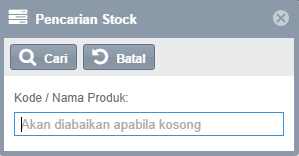 Pencarian Stock
Cari Batal
Kode / Nama Produk:
Akan diabaikan apabila kosong